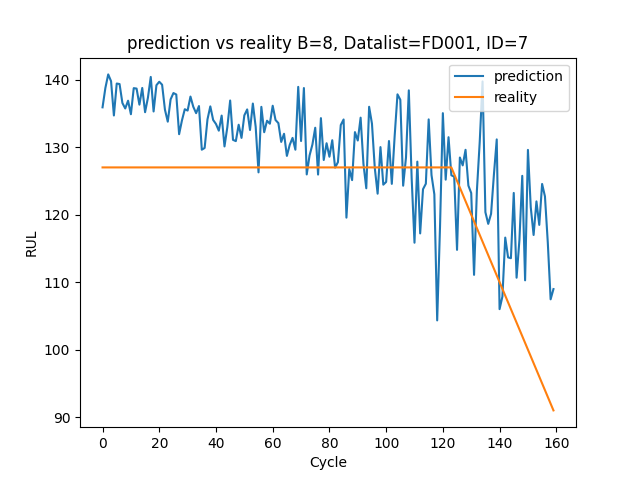 prediction vs reality B=8, Datalist=FD001, ID=7
prediction
reality
RUL
140
130
120
110
100
90
0 20 40 60 80 100 120 140 160
Cycle